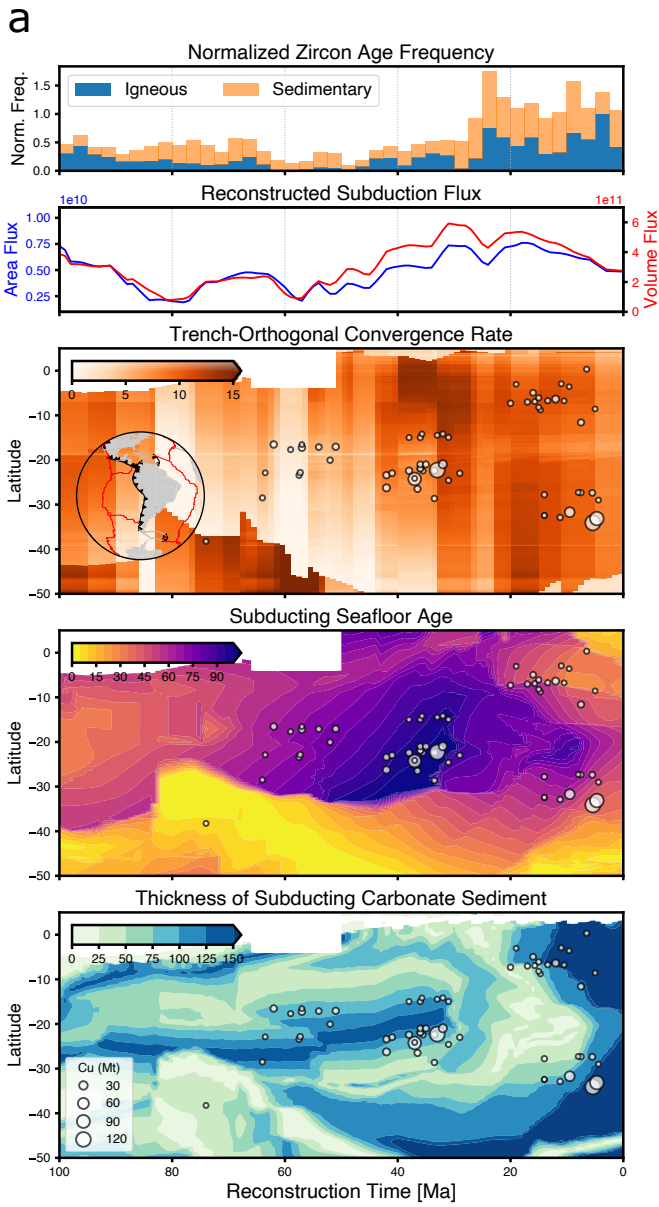 a
Normalized Zircon Age Frequency
Norm. Freq.
1.5
1.0
0.5
0.0
Igneous
Sedimentary
Reconstructed Subduction Flux
1e10
1e11
Area Flux
1.00
0.75
0.50
0.25
6
4
2
0
Volume Flux
Trench-Orthogonal Convergence Rate
Latitude
0
−10
−20
−30
−40
−50
0 5 10 15
Subducting Seafloor Age
Latitude
0
−10
−20
−30
−40
−50
0 15 30 45 60 75 90
Thickness of Subducting Carbonate Sediment
Latitude
0
−10
−20
−30
−40
−50
0 25 50 75 100 125 150
Cu (Mt)
30
60
90
120
100 80 60 40 20 0
Reconstruction Time [Ma]